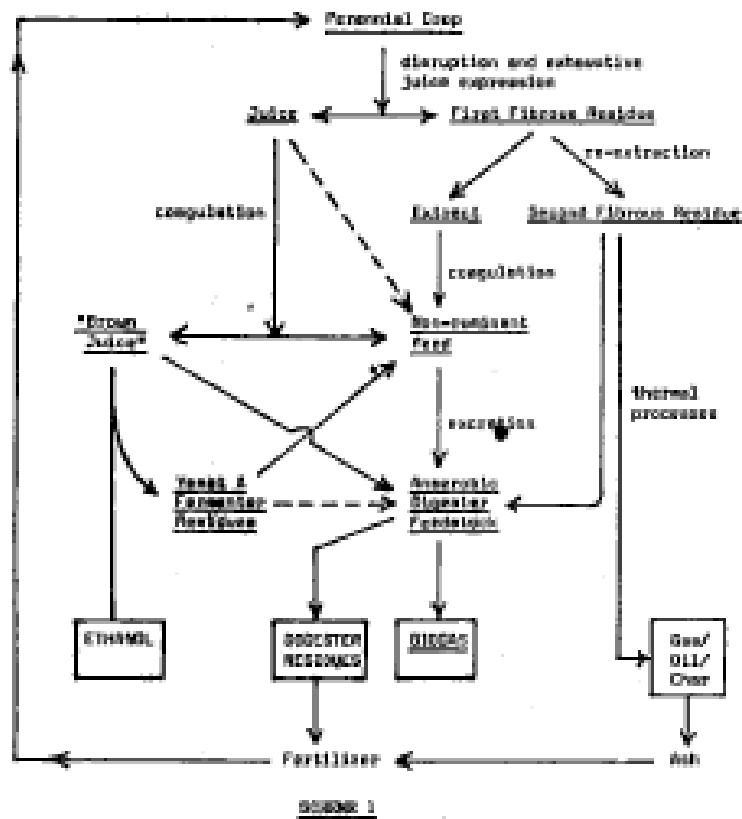 Perennial Crop
disruption and exhaustive
juice expression
Juice
First Fibrous Residue
re-extraction
coagulation
Extract
Second Fibrous Residue
coagulation
"Brown
Juice"
Non-ruminant
Feed
thermal
processes
excretion
Yeast &
Fermenter
Residues
Anaerobic
Digester
Feedstock
ETHANOL
DIGESTER
RESIDUES
BIOGAS
Gas/
Oil/
Char
Fertilizer
Ash
SCHEME 1